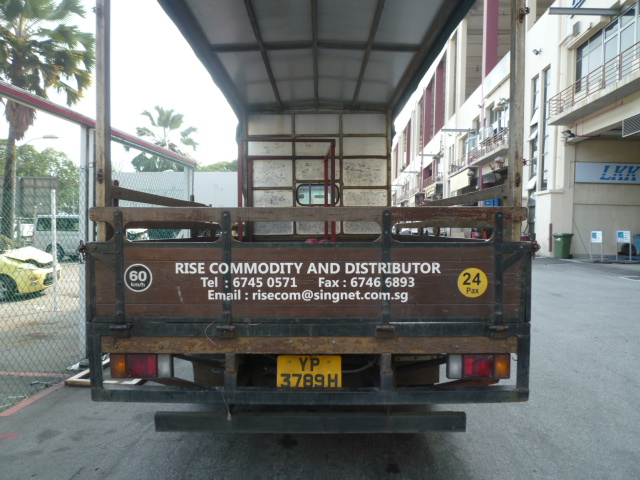 LKK
RISE COMMODITY AND DISTRIBUTOR
60
km/h
Tel : 6745 0571 Fax : 6746 6893
Email : risecom@singnet.com.sg
24
Pax
YP
3789H